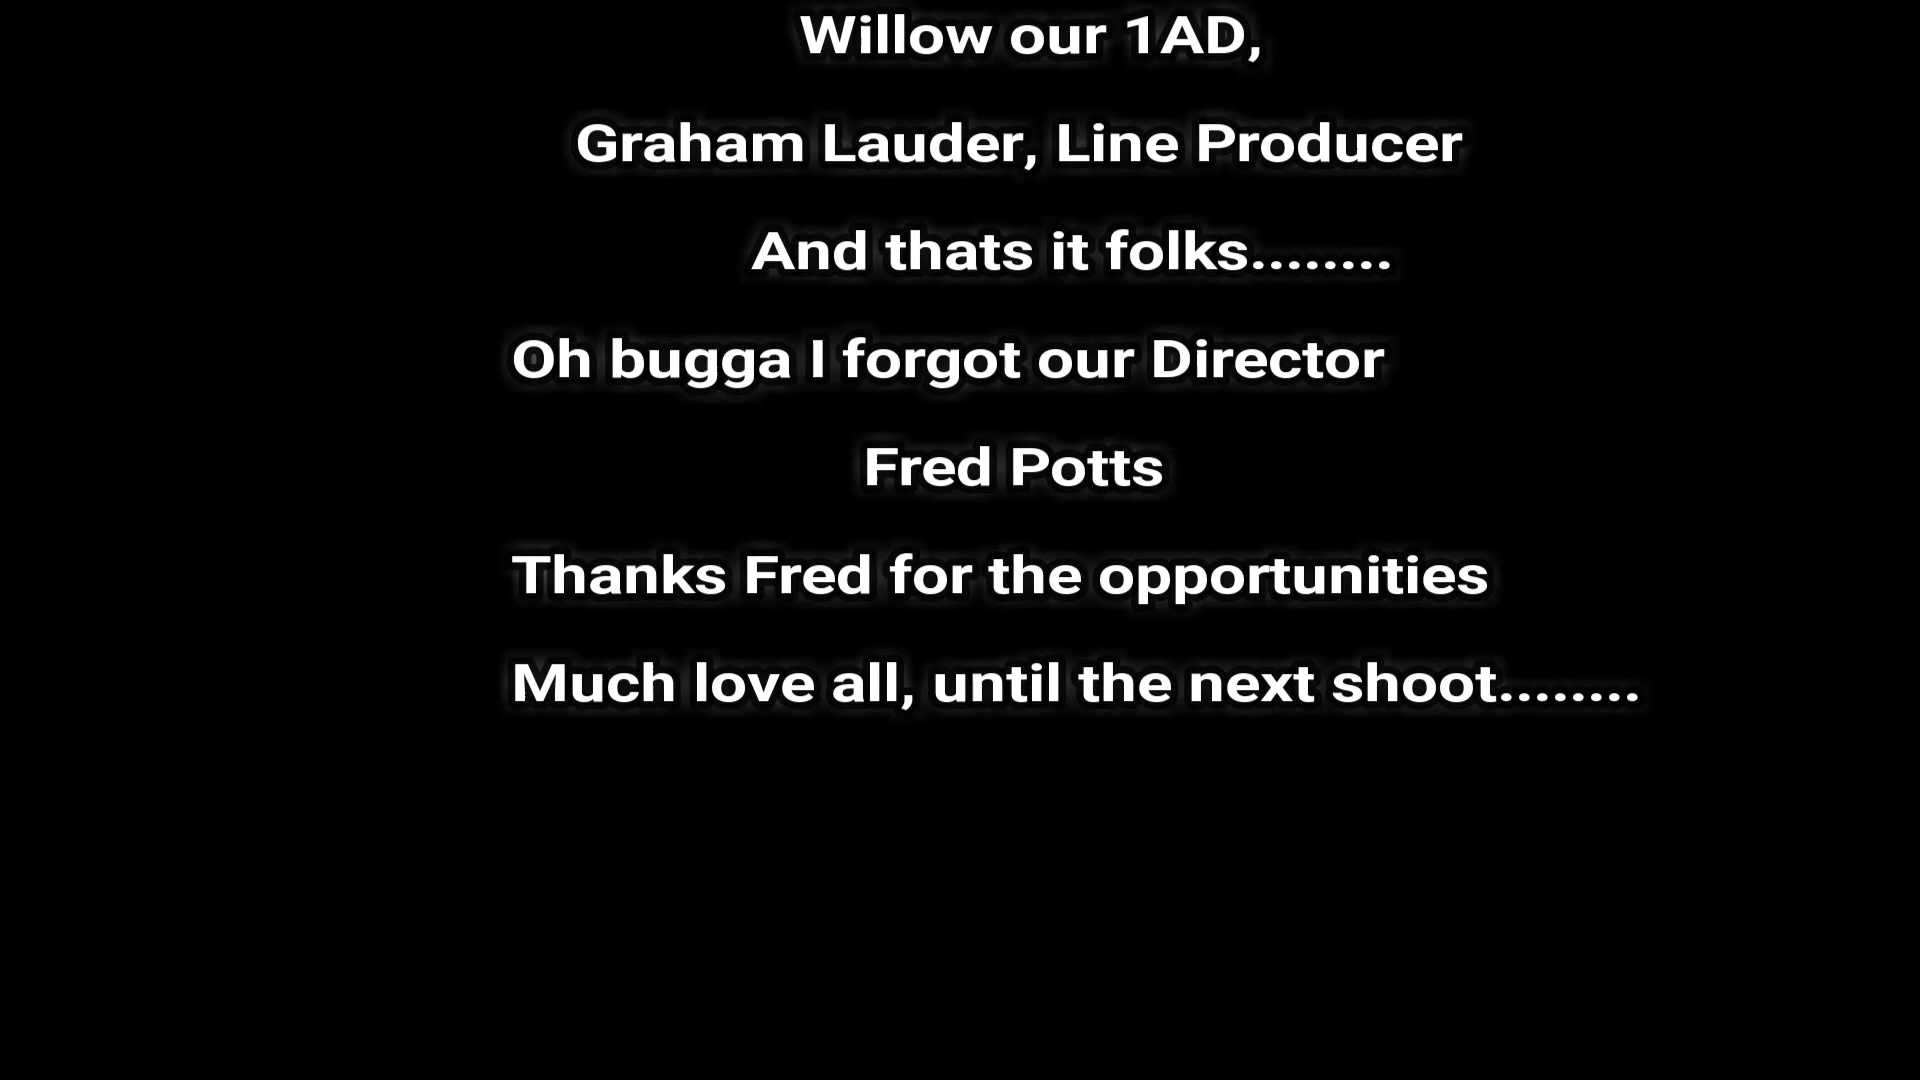 Willow our 1AD,
Graham Lauder, Line Producer
And thats it folks........
Oh bugga I forgot our Director
Fred Potts
Thanks Fred for the opportunities
Much love all, until the next shoot........